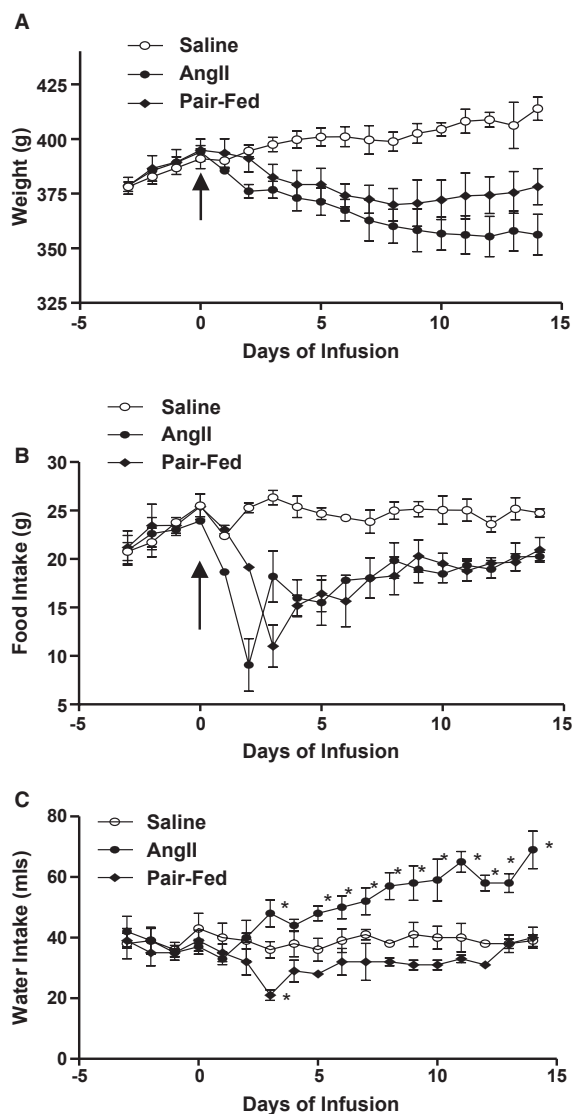 A
Saline
AngII
Pair-Fed
Weight (g)
425
400
375
350
325
-5 0 5 10 15
Days of Infusion
Saline
AngII
Pair-Fed
B
Food Intake (g)
30
25
20
15
10
5
-5 0 5 10 15
Days of Infusion
C
Saline
AngII
Pair-Fed
Water Intake (mls)
80
60
40
20
0
* * * * * * * * * * *
*
-5 0 5 10 15
Days of Infusion